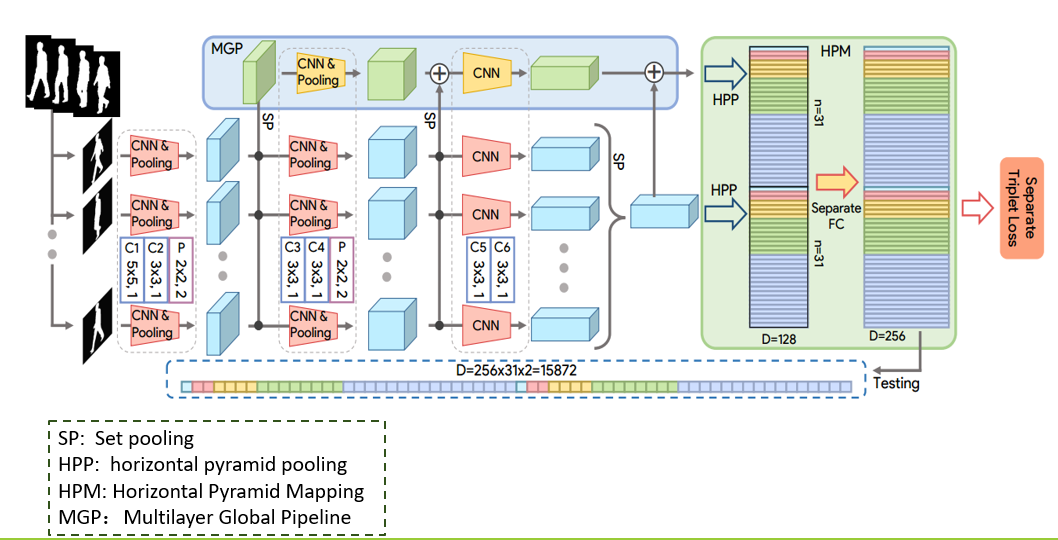 MGP
CNN &
Pooling
CNN
HPM
HPP
n=31
SP
SP
CNN &
Pooling
CNN &
Pooling
CNN
SP
HPP
Separate
FC
Separate
Triplet Loss
CNN &
Pooling
CNN &
Pooling
CNN
C1 C2 P
5x5, 1 3x3, 1 2x2, 2
C3 C4 P
3x3, 1 3x3, 1 2x2, 2
C5 C6
3x3, 1 3x3, 1
n=31
CNN &
Pooling
CNN &
Pooling
CNN
D=128
D=256
D=256x31x2=15872
Testing
SP: Set pooling
HPP: horizontal pyramid pooling
HPM: Horizontal Pyramid Mapping
MGP： Multilayer Global Pipeline